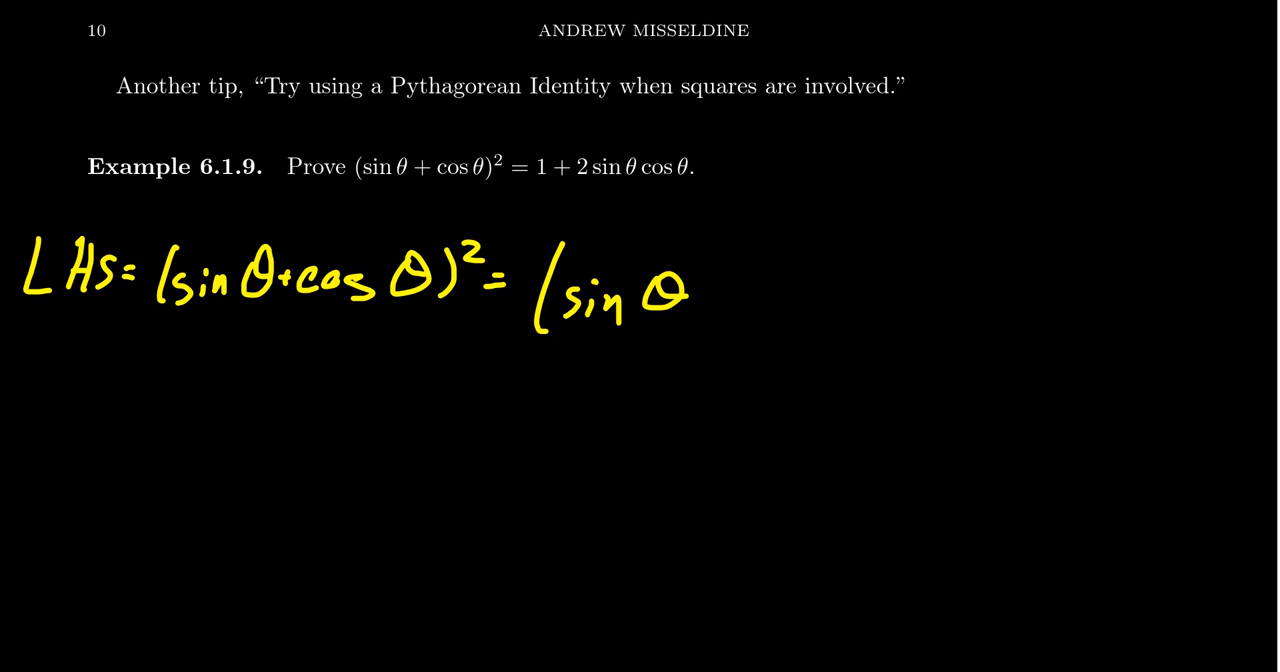 10 ANDREW MISSELDINE
Another tip, “Try using a Pythagorean Identity when squares are involved.”
Example 6.1.9. Prove (sin θ + cos θ)² = 1 + 2 sin θ cos θ.
LHS = (sin θ + cos θ)² = (sin θ